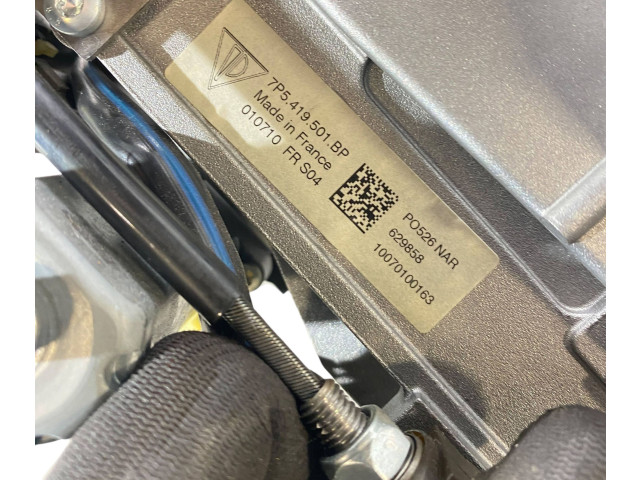 7P5.419.501.BP
Made in France
010710 FR S04
PO526 NAR
629858
10070100163